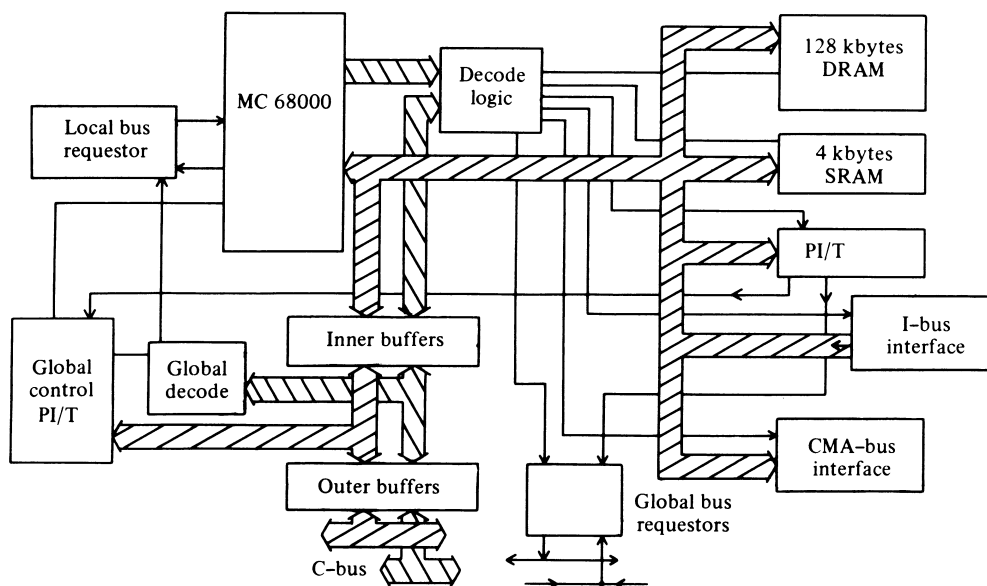 128 kbytes
DRAM
MC 68000
Decode
logic
Local bus
requestor
4 kbytes
SRAM
PI/T
I-bus
interface
Inner buffers
Global
control
PI/T
Global
decode
CMA-bus
interface
Outer buffers
Global bus
requestors
C-bus